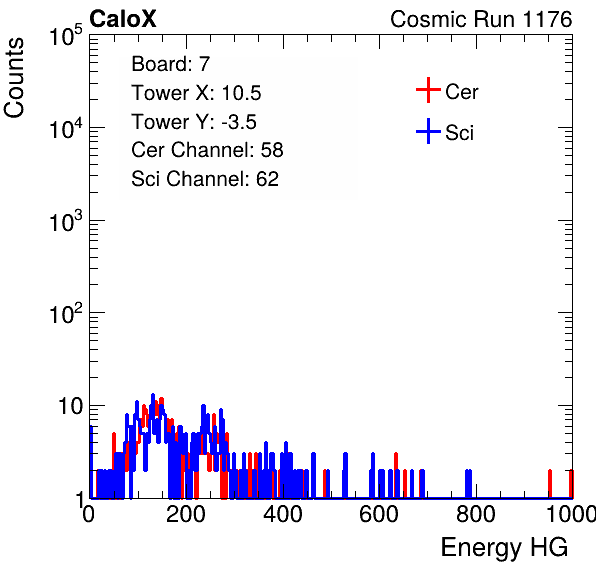 CaloX Cosmic Run 1176
Counts
10^5
10^4
10^3
10^2
10
1
Board: 7
Tower X: 10.5
Tower Y: -3.5
Cer Channel: 58
Sci Channel: 62
Cer
Sci
0 200 400 600 800 1000
Energy HG